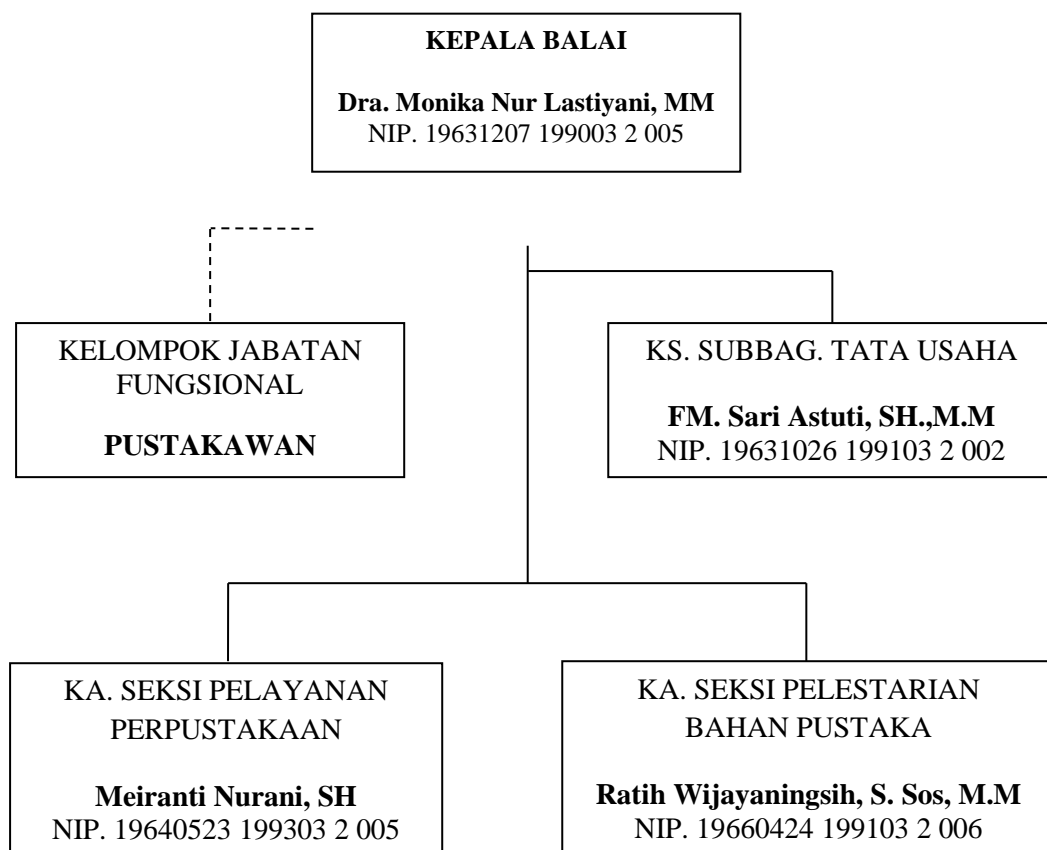 KEPALA BALAI
Dra. Monika Nur Lastiyani, MM
NIP. 19631207 199003 2 005
KELOMPOK JABATAN
FUNGSIONAL
PUSTAKAWAN
KS. SUBBAG. TATA USAHA
FM. Sari Astuti, SH.,M.M
NIP. 19631026 199103 2 002
KA. SEKSI PELAYANAN
PERPUSTAKAAN
Meiranti Nurani, SH
NIP. 19640523 199303 2 005
KA. SEKSI PELESTARIAN
BAHAN PUSTAKA
Ratih Wijayaningsih, S. Sos, M.M
NIP. 19660424 199103 2 006